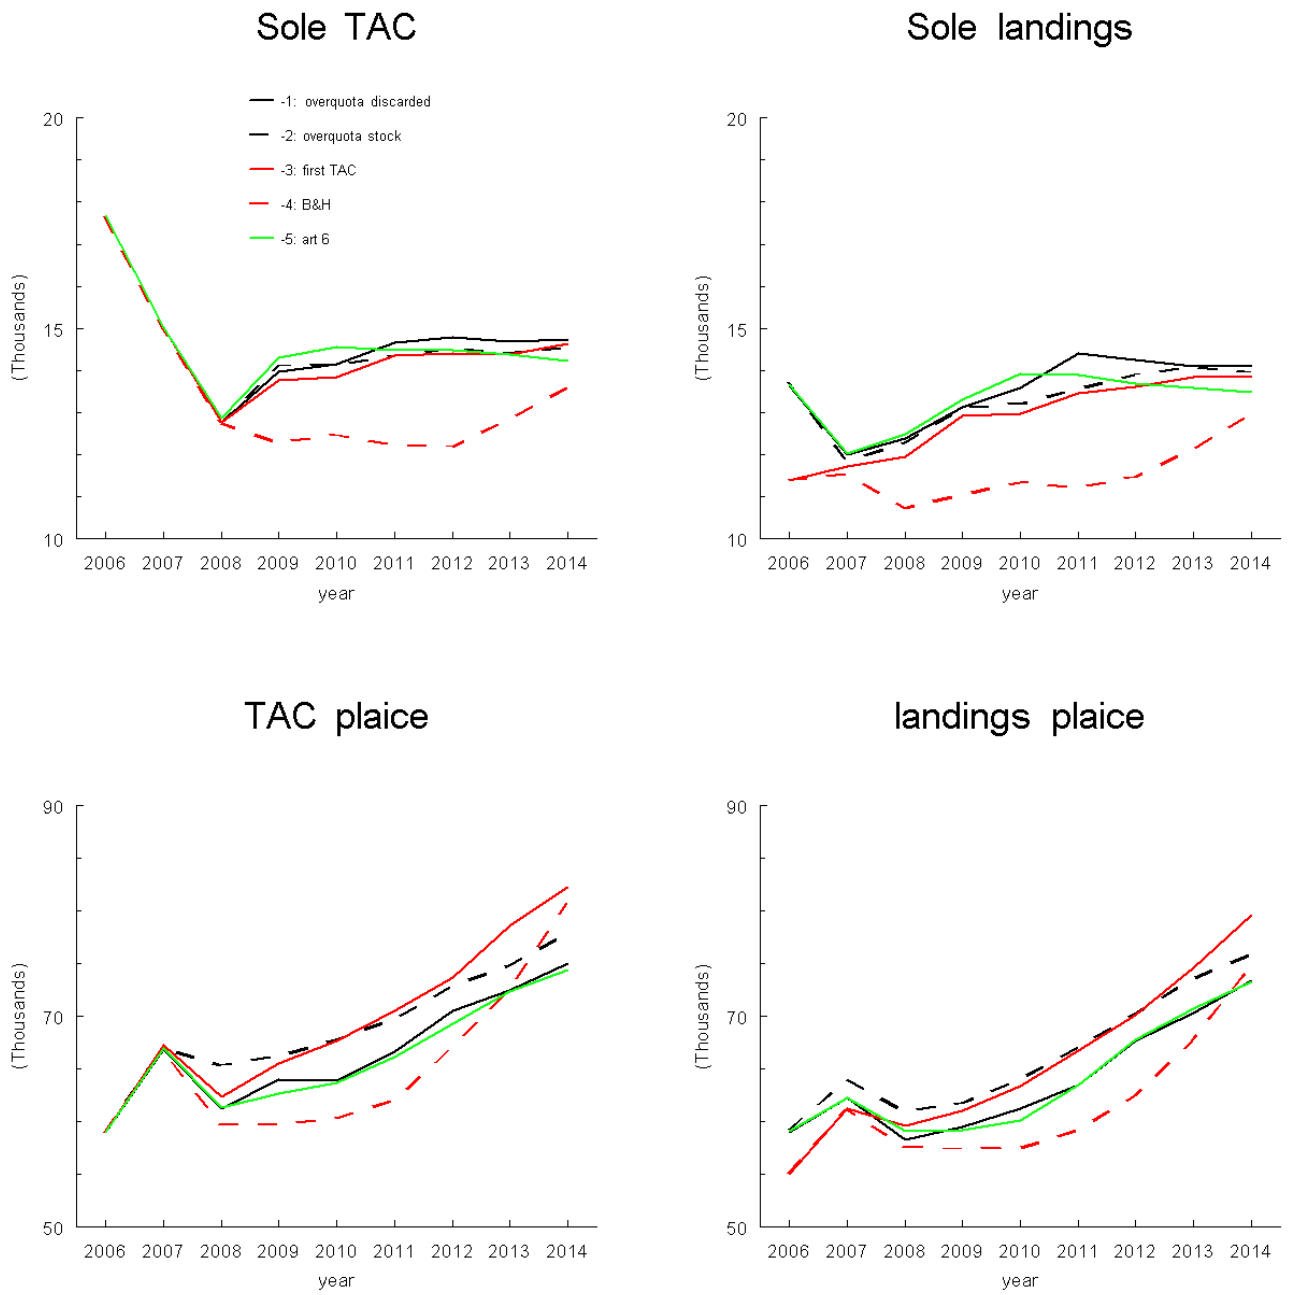 Sole TAC
-1: overquota discarded
-2: overquota stock
-3: first TAC
-4: B&H
-5: art 6
20
15
10
(Thousands)
2006 2007 2008 2009 2010 2011 2012 2013 2014
year
Sole landings
20
15
10
(Thousands)
2006 2007 2008 2009 2010 2011 2012 2013 2014
year
TAC plaice
90
70
50
(Thousands)
2006 2007 2008 2009 2010 2011 2012 2013 2014
year
landings plaice
90
70
50
(Thousands)
2006 2007 2008 2009 2010 2011 2012 2013 2014
year